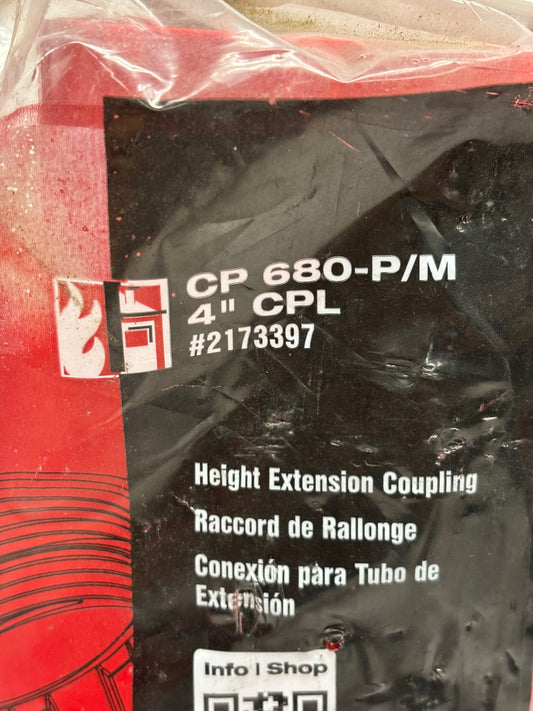 CP 680-P/M
4" CPL
#2173397
Height Extension Coupling
Raccord de Rallonge
Conexión para Tubo de
Extensión
Info | Shop